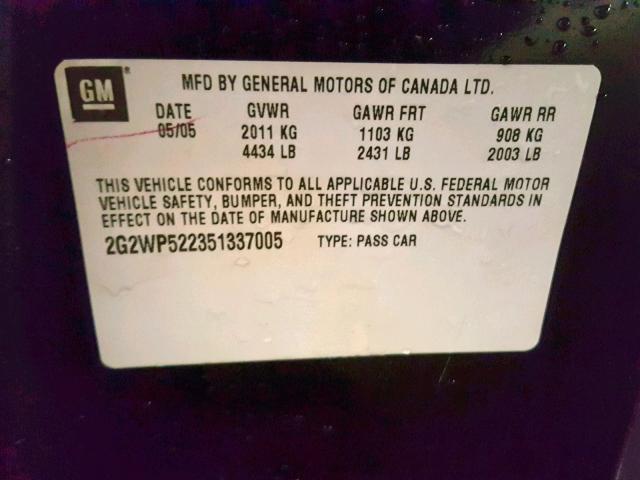 GM ® MFD BY GENERAL MOTORS OF CANADA LTD.
DATE GVWR GAWR FRT GAWR RR
05/05 2011 KG 1103 KG 908 KG
4434 LB 2431 LB 2003 LB
THIS VEHICLE CONFORMS TO ALL APPLICABLE U.S. FEDERAL MOTOR
VEHICLE SAFETY, BUMPER, AND THEFT PREVENTION STANDARDS IN
EFFECT ON THE DATE OF MANUFACTURE SHOWN ABOVE.
2G2WP522351337005 TYPE: PASS CAR